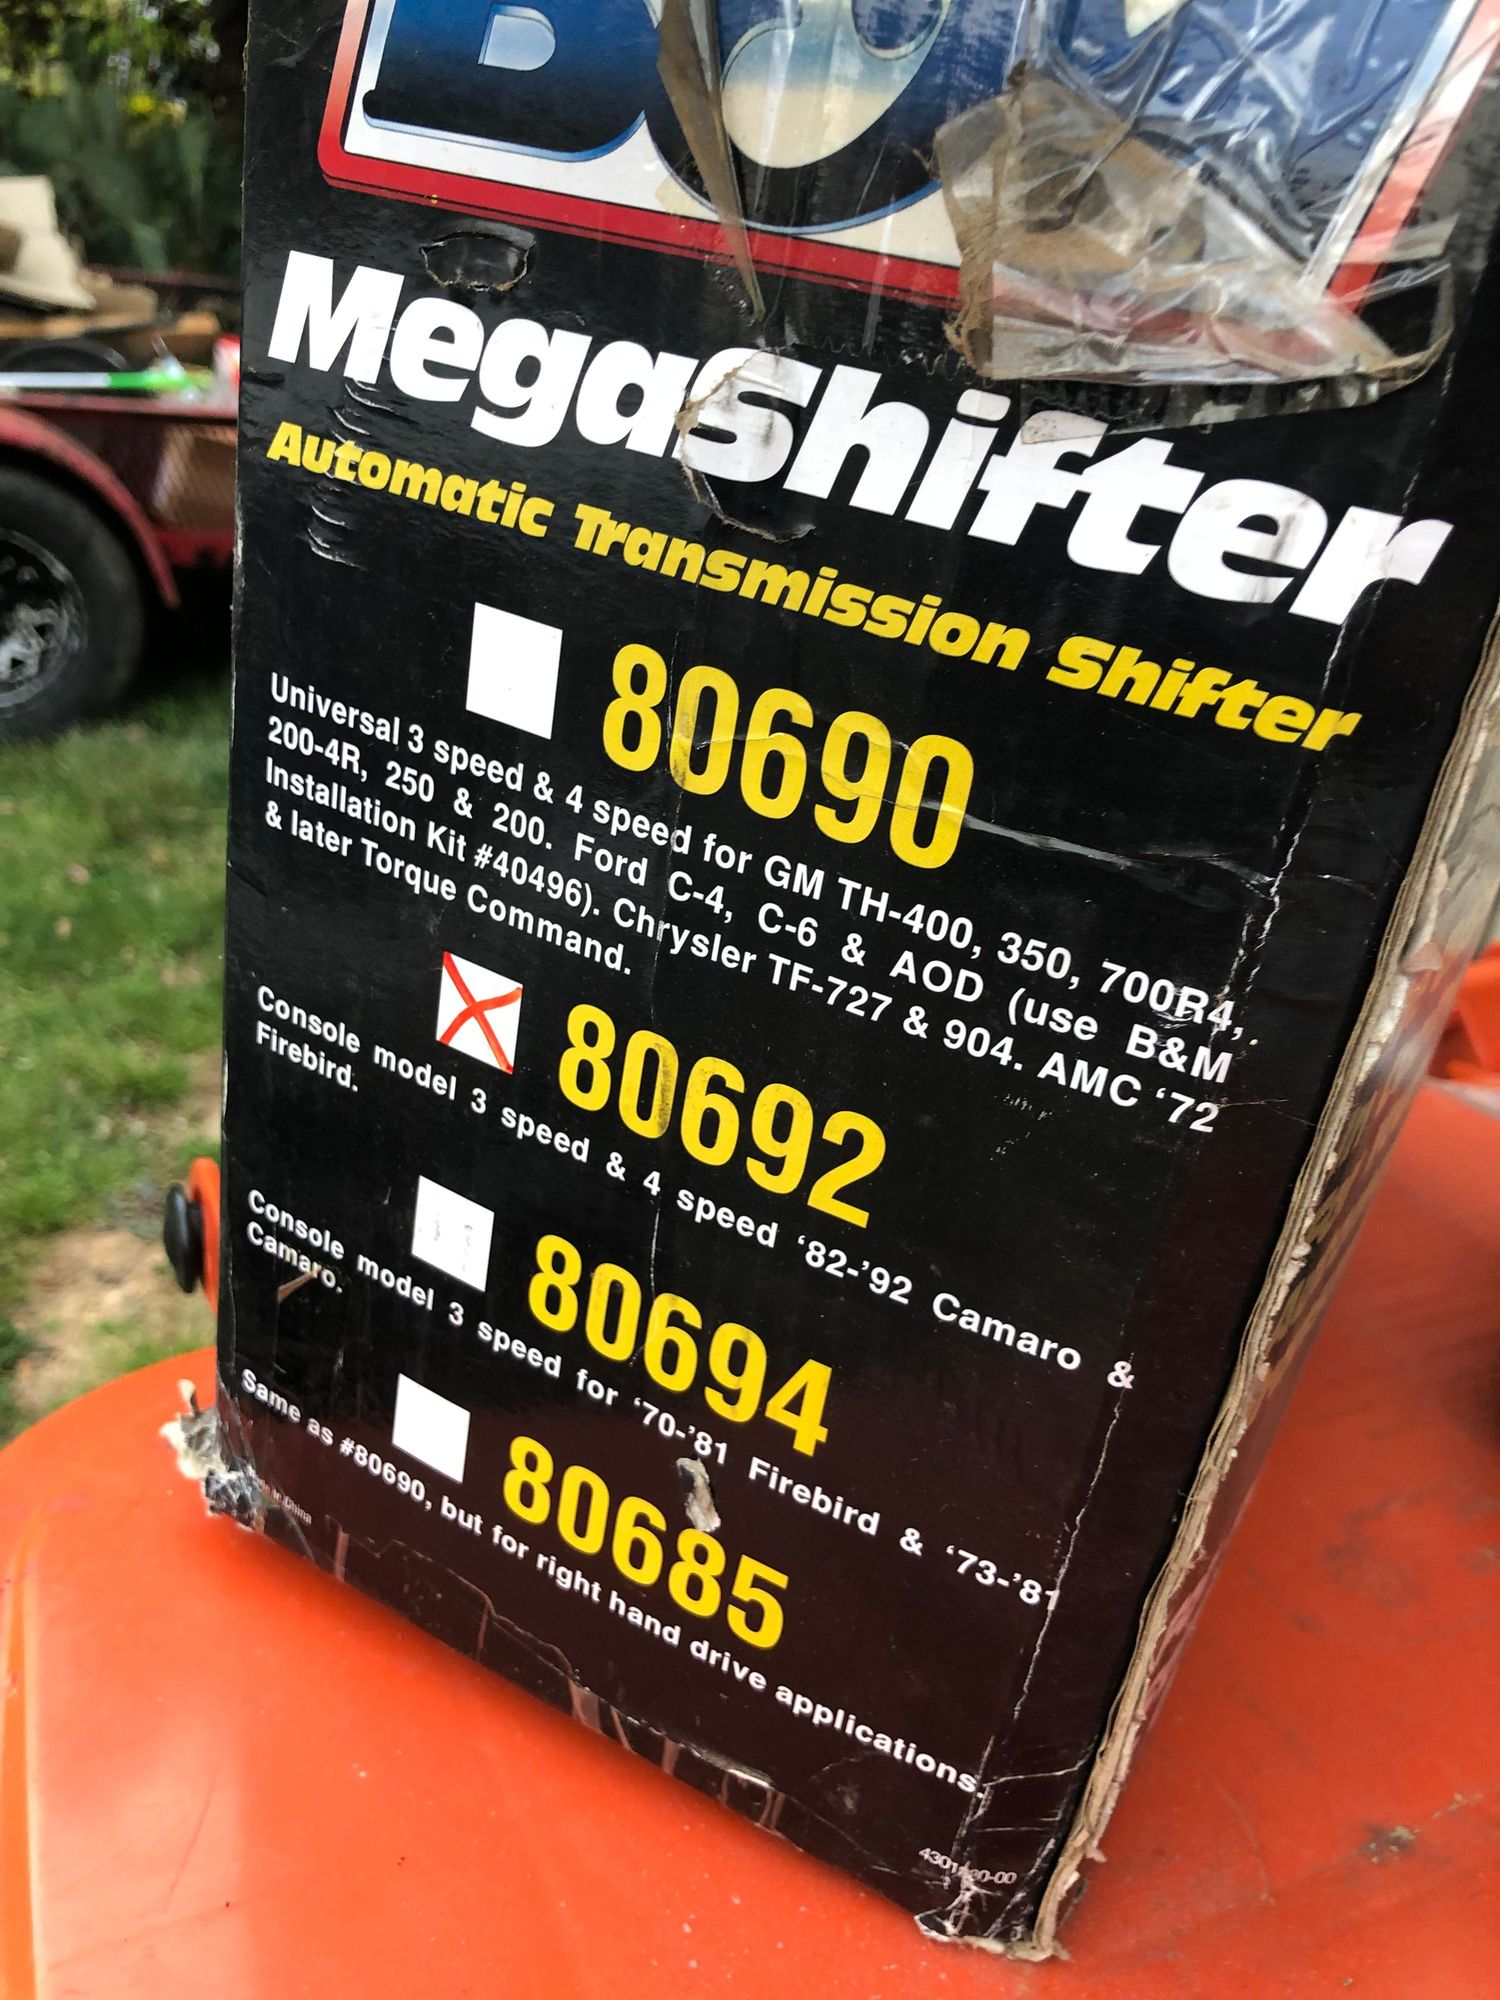 MegaShifter
Automatic Transmission Shifter
80690
Universal 3 speed & 4 speed for GM TH-400, 350, 700R4,
200-4R, 250 & 200. Ford C-4, C-6 & AOD (use B&M
Installation Kit #40496). Chrysler TF-727 & 904. AMC ‘72
& later Torque Command.
80692
Console model 3 speed & 4 speed ‘82-’92 Camaro &
Firebird.
80694
Console model 3 speed for ‘70-’81 Firebird & ‘73-’81
Camaro.
80685
Same as #80690, but for right hand drive applications.
in China